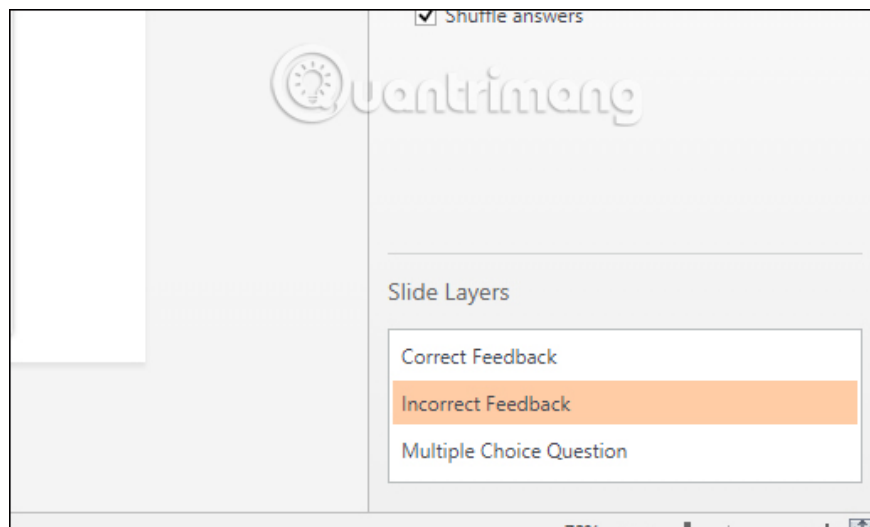 Shuffle answers
Quantrimang
Slide Layers
Correct Feedback
Incorrect Feedback
Multiple Choice Question